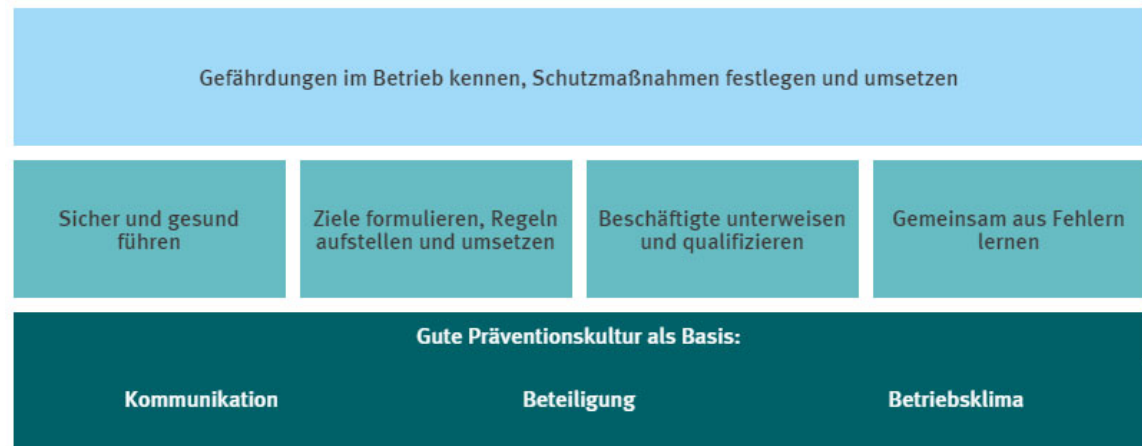 Gefährdungen im Betrieb kennen, Schutzmaßnahmen festlegen und umsetzen
Sicher und gesund
führen
Ziele formulieren, Regeln
aufstellen und umsetzen
Beschäftigte unterweisen
und qualifizieren
Gemeinsam aus Fehlern
lernen
Gute Präventionskultur als Basis:
Kommunikation
Beteiligung
Betriebsklima